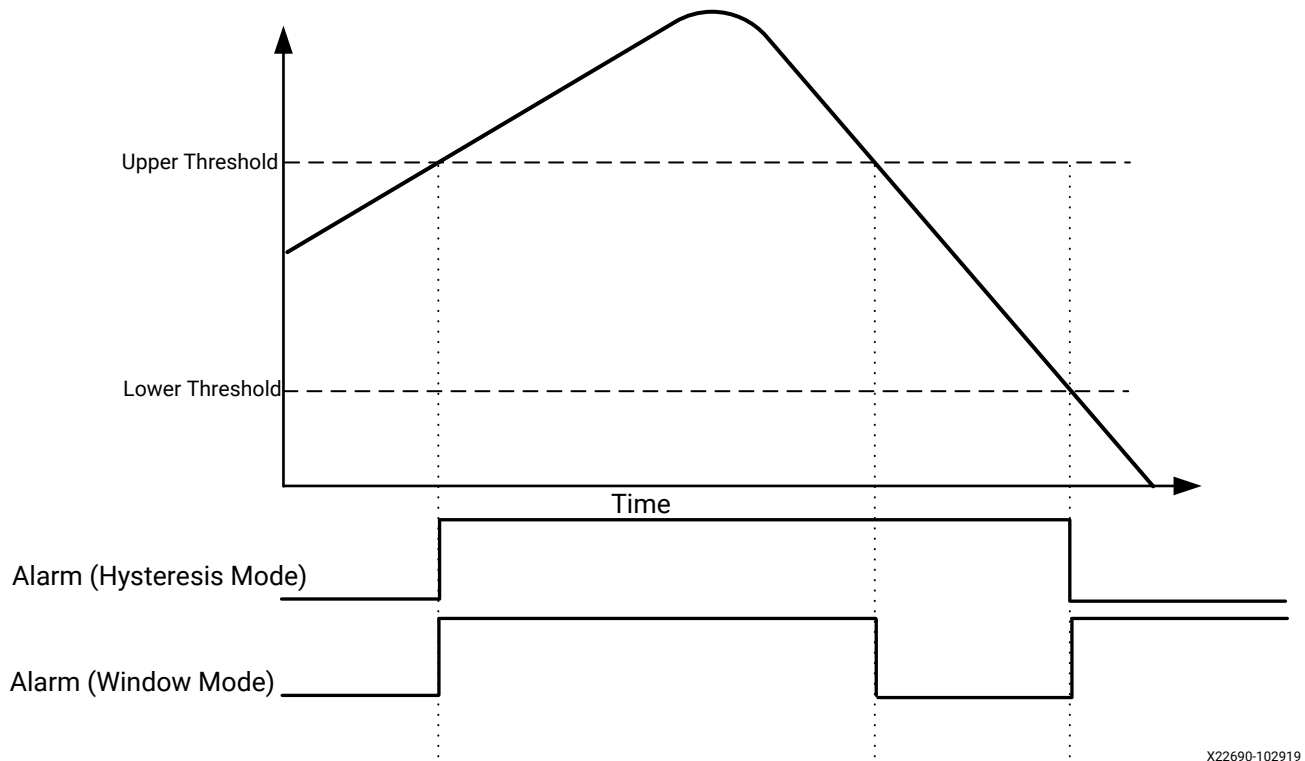 Upper Threshold
Lower Threshold
Time
Alarm (Hysteresis Mode)
Alarm (Window Mode)
X22690-102919